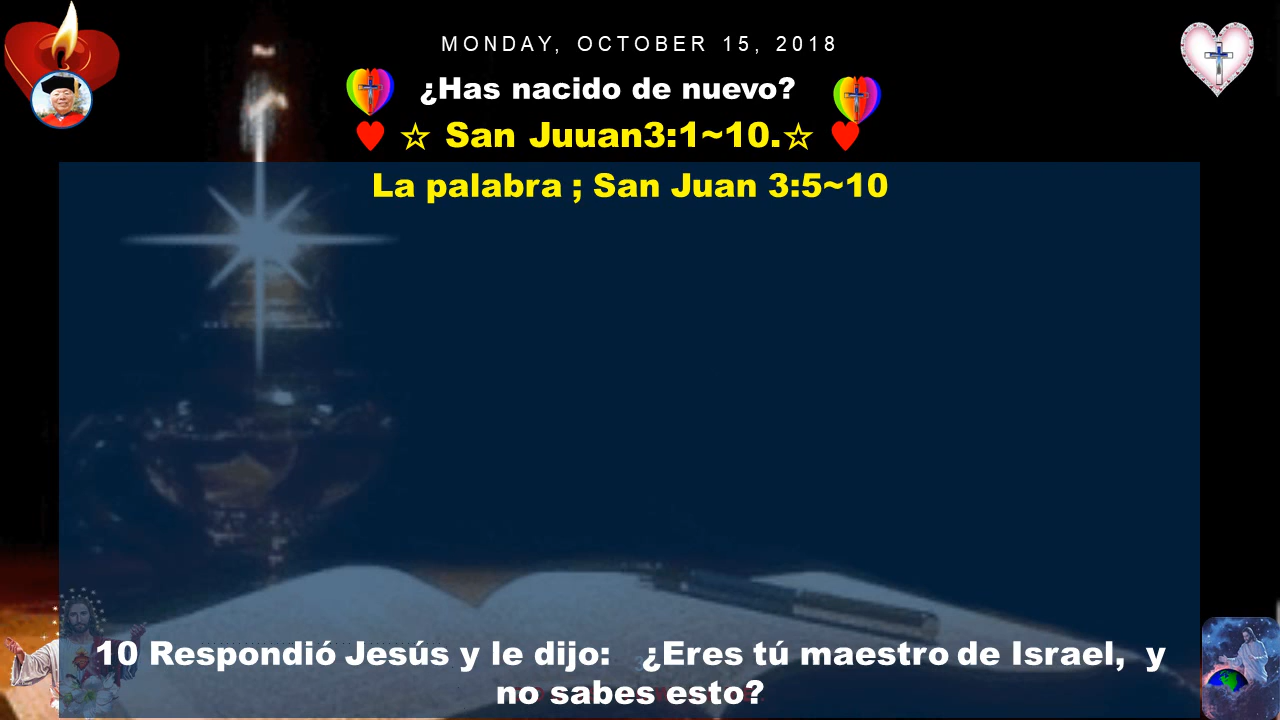 MONDAY, OCTOBER 15, 2018
¿Has nacido de nuevo?
♥ ☆ San Juuan3:1~10.☆ ♥
La palabra ; San Juan 3:5~10
10 Respondió Jesús y le dijo: ¿Eres tú maestro de Israel, y
no sabes esto?